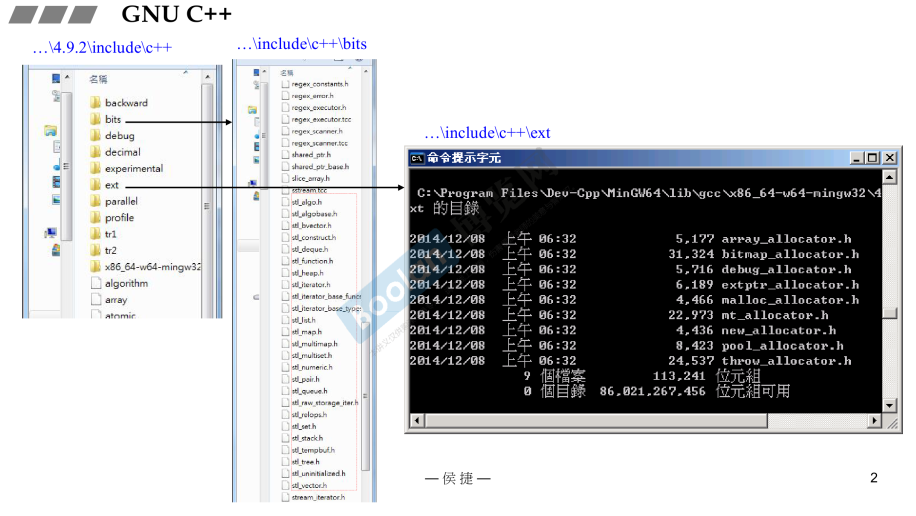 GNU C++
…\4.9.2\include\c++
…\include\c++\bits
名稱
backward
bits
debug
decimal
experimental
ext
parallel
profile
tr1
tr2
x86_64-w64-mingw32
algorithm
array
atomic
名稱
regex_constants.h
regex_error.h
regex_executor.h
regex_executor.tcc
regex_scanner.h
regex_scanner.tcc
shared_ptr.h
shared_ptr_base.h
slice_array.h
sstream.tcc
stl_algo.h
stl_algobase.h
stl_bvector.h
stl_construct.h
stl_deque.h
stl_function.h
stl_heap.h
stl_iterator.h
stl_iterator_base_funcs
stl_iterator_base_types
stl_list.h
stl_map.h
stl_multimap.h
stl_multiset.h
stl_numeric.h
stl_pair.h
stl_queue.h
stl_raw_storage_iter.h
stl_relops.h
stl_set.h
stl_stack.h
stl_tempbuf.h
stl_tree.h
stl_uninitialized.h
stl_vector.h
stream_iterator.h
…\include\c++\ext
命令提示字元
C:\Program Files\Dev-Cpp\MinGW64\lib\gcc\x86_64-w64-mingw32\4
xt 的目錄
2014/12/08 上午 06:32 5,177 array_allocator.h
2014/12/08 上午 06:32 31,324 bitmap_allocator.h
2014/12/08 上午 06:32 5,716 debug_allocator.h
2014/12/08 上午 06:32 6,189 extptr_allocator.h
2014/12/08 上午 06:32 4,466 malloc_allocator.h
2014/12/08 上午 06:32 22,973 mt_allocator.h
2014/12/08 上午 06:32 4,436 new_allocator.h
2014/12/08 上午 06:32 8,423 pool_allocator.h
2014/12/08 上午 06:32 24,537 throw_allocator.h
9 個檔案 113,241 位元組
0 個目錄 86,021,267,456 位元組可用
— 侯 捷 —
2